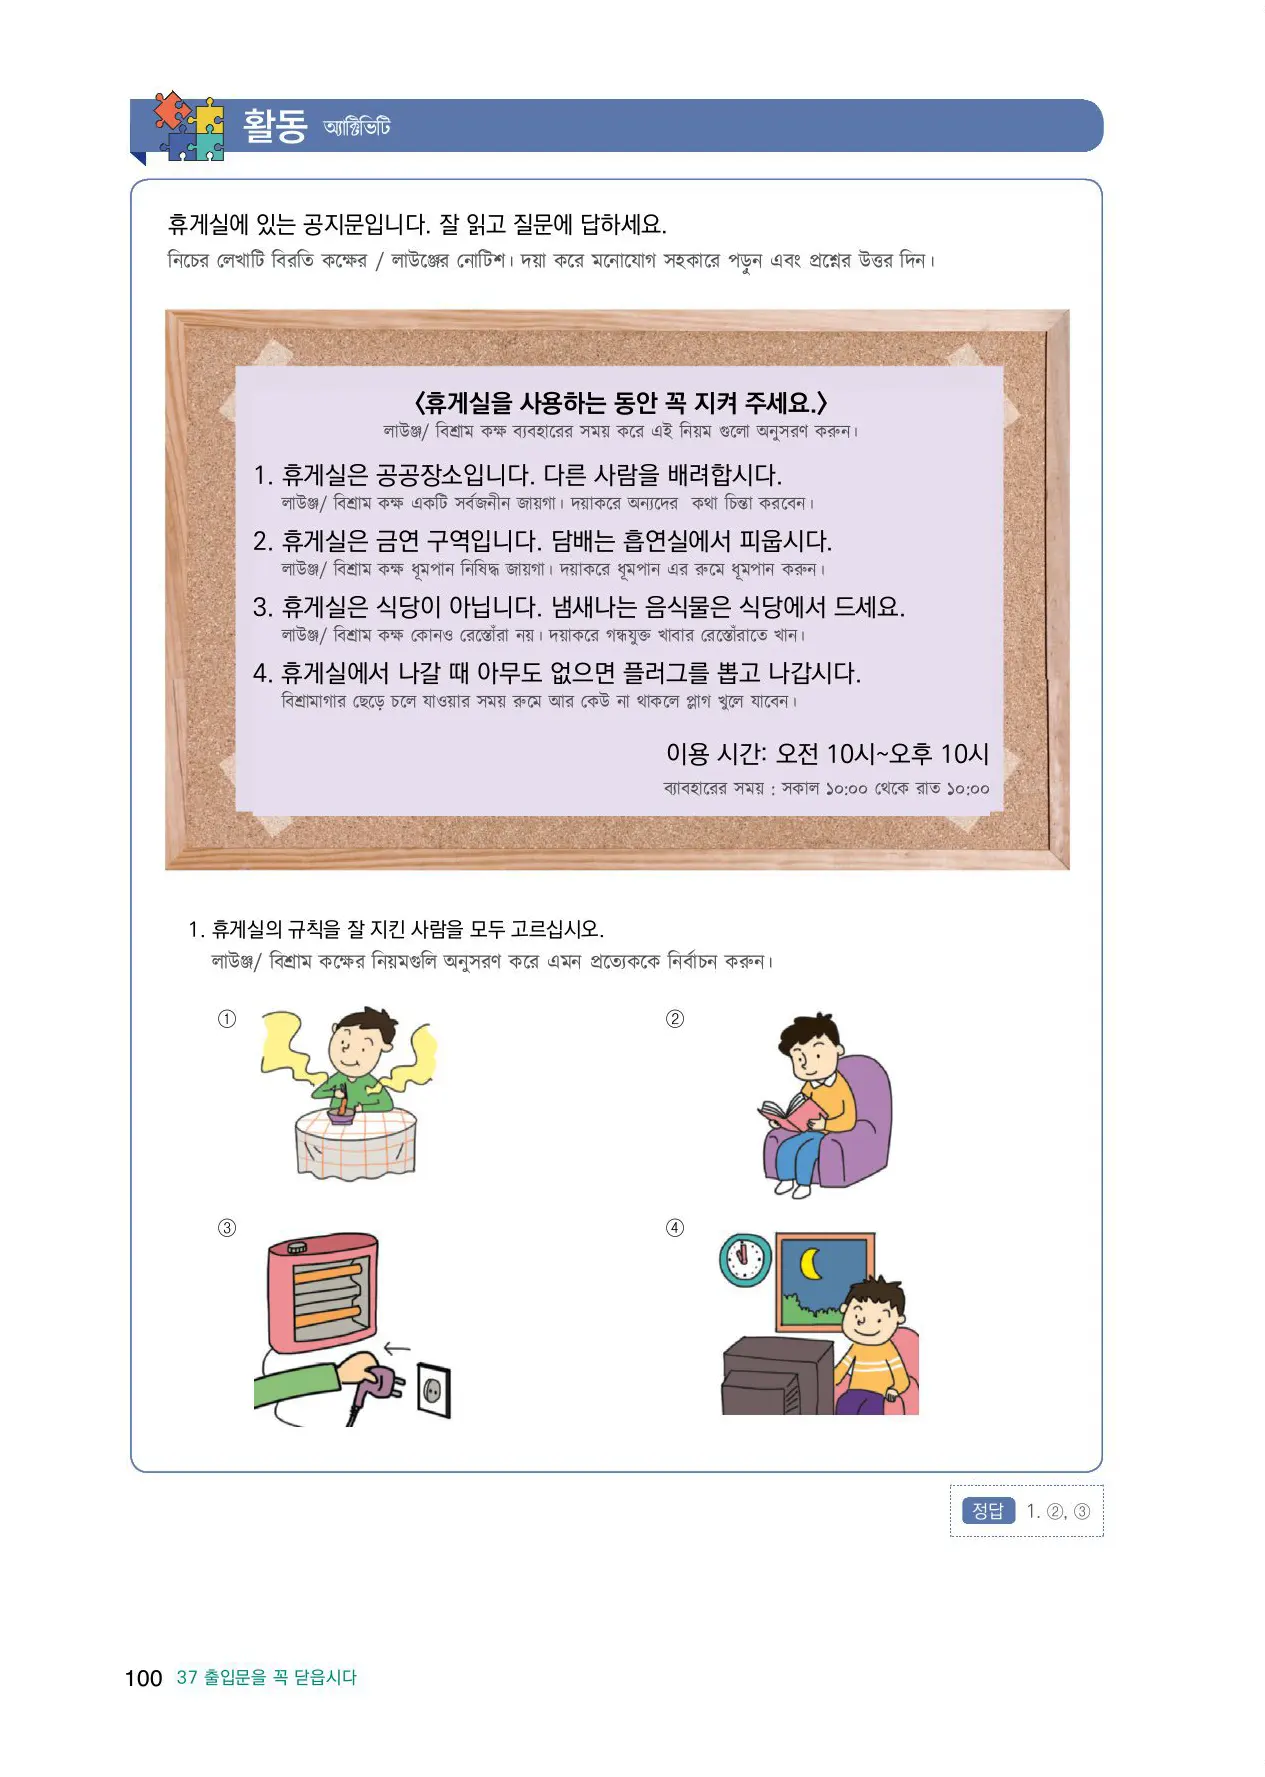 활동 অ্যাক্টিভিটি
휴게실에 있는 공지문입니다. 잘 읽고 질문에 답하세요.
নিচের লেখাটি বিরতি কক্ষের / লাউঞ্জের নোটিশ। দয়া করে মনোযোগ সহকারে পড়ুন এবং প্রশ্নের উত্তর দিন।
<휴게실을 사용하는 동안 꼭 지켜 주세요.>
লাউঞ্জ/ বিশ্রাম কক্ষ ব্যবহারের সময় করে এই নিয়ম গুলো অনুসরণ করুন।
1. 휴게실은 공공장소입니다. 다른 사람을 배려합시다.
লাউঞ্জ/ বিশ্রাম কক্ষ একটি সর্বজনীন জায়গা। দয়াকরে অন্যদের কথা চিন্তা করবেন।
2. 휴게실은 금연 구역입니다. 담배는 흡연실에서 피웁시다.
লাউঞ্জ/ বিশ্রাম কক্ষ ধূমপান নিষিদ্ধ জায়গা। দয়াকরে ধূমপান এর রুমে ধূমপান করুন।
3. 휴게실은 식당이 아닙니다. 냄새나는 음식물은 식당에서 드세요.
লাউঞ্জ/ বিশ্রাম কক্ষ কোনও রেস্তোঁরা নয়। দয়াকরে গন্ধযুক্ত খাবার রেস্তোঁরাতে খান।
4. 휴게실에서 나갈 때 아무도 없으면 플러그를 뽑고 나갑시다.
বিশ্রামাগার ছেড়ে চলে যাওয়ার সময় রুমে আর কেউ না থাকলে প্লাগ খুলে যাবেন।
이용 시간: 오전 10시~오후 10시
ব্যাবহারের সময় : সকাল ১০:০০ থেকে রাত ১০:০০
1. 휴게실의 규칙을 잘 지킨 사람을 모두 고르십시오.
লাউঞ্জ/ বিশ্রাম কক্ষের নিয়মগুলি অনুসরণ করে এমন প্রত্যেককে নির্বাচন করুন।
①
②
③
④
정답 1. ②, ③
100 37 출입문을 꼭 닫읍시다